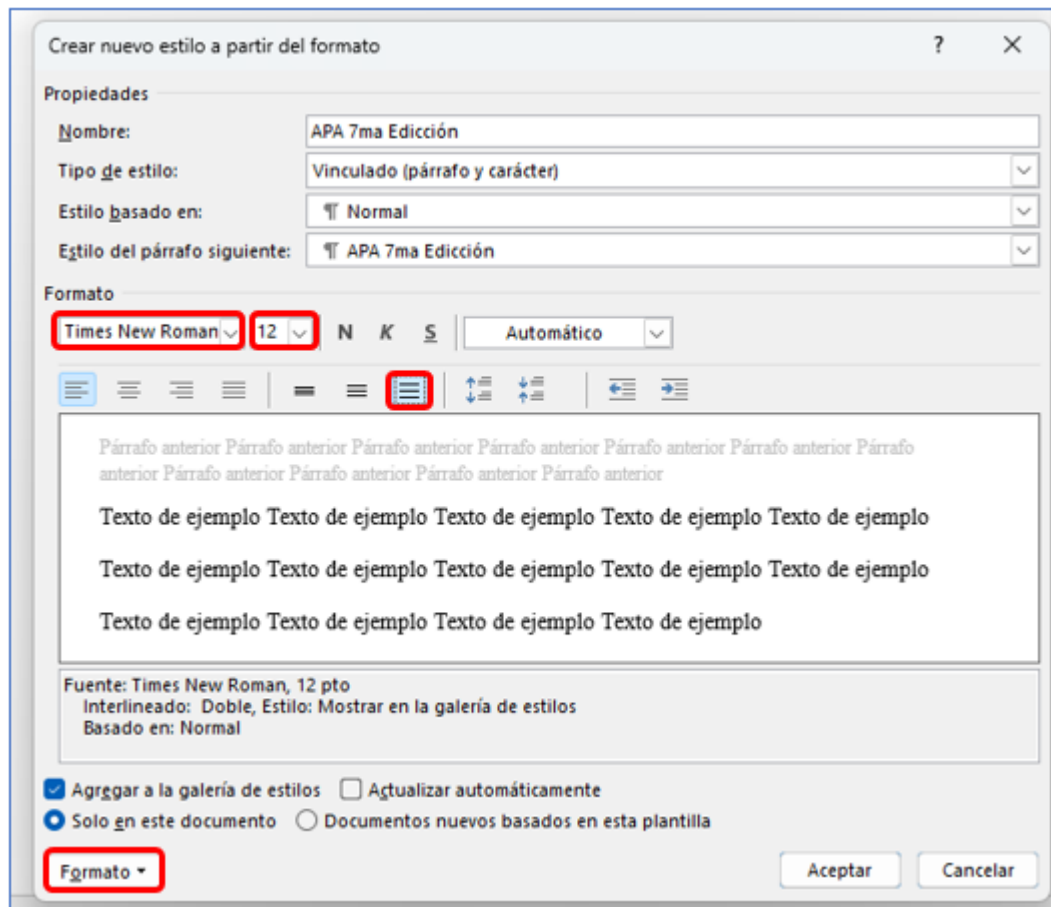 Crear nuevo estilo a partir del formato ?
Propiedades
Nombre: APA 7ma Edicción
Tipo de estilo: Vinculado (párrafo y carácter)
Estilo basado en: ¶ Normal
Estilo del párrafo siguiente: ¶ APA 7ma Edicción
Formato
Times New Roman 12 N K S Automático
Párrafo anterior Párrafo anterior Párrafo anterior Párrafo anterior Párrafo anterior Párrafo anterior Párrafo
anterior Párrafo anterior Párrafo anterior Párrafo anterior Párrafo anterior
Texto de ejemplo Texto de ejemplo Texto de ejemplo Texto de ejemplo Texto de ejemplo
Texto de ejemplo Texto de ejemplo Texto de ejemplo Texto de ejemplo Texto de ejemplo
Texto de ejemplo Texto de ejemplo Texto de ejemplo Texto de ejemplo
Fuente: Times New Roman, 12 pto
Interlineado: Doble, Estilo: Mostrar en la galería de estilos
Basado en: Normal
Agregar a la galería de estilos Actualizar automáticamente
Solo en este documento Documentos nuevos basados en esta plantilla
Formato Aceptar Cancelar